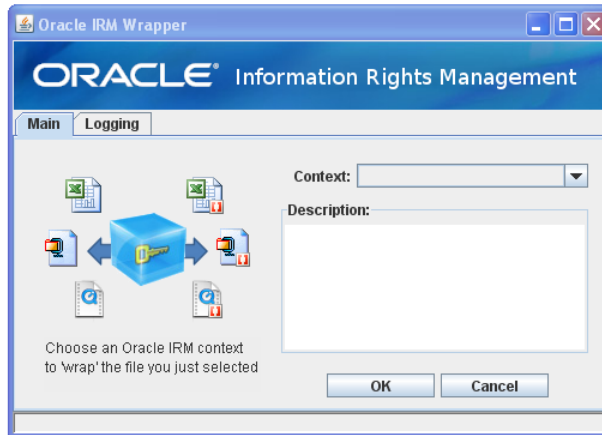 Oracle IRM Wrapper
ORACLE® Information Rights Management
Main Logging
Context:
Description:
Choose an Oracle IRM context
to 'wrap' the file you just selected
OK Cancel